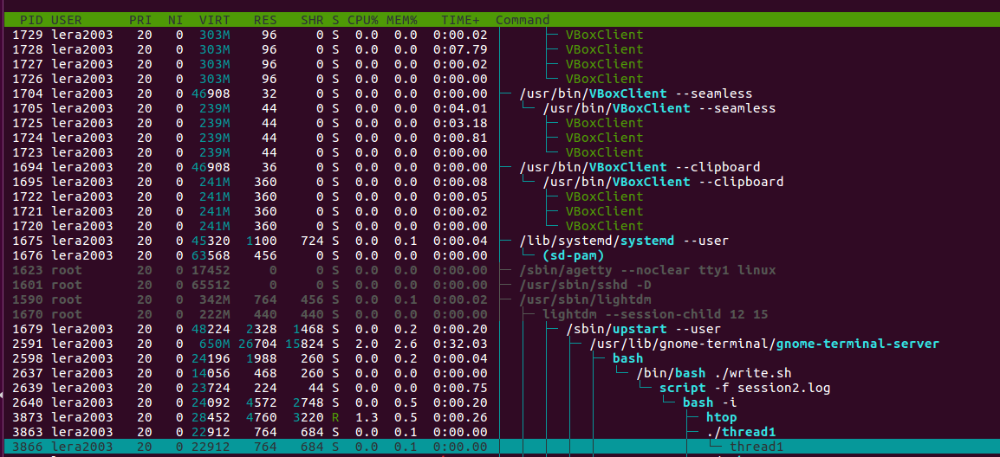 PID USER PRI NI VIRT RES SHR S CPU% MEM% TIME+ Command
1729 lera2003 20 0 303M 96 0 S 0.0 0.0 0:00.02 │ ├─ VBoxClient
1728 lera2003 20 0 303M 96 0 S 0.0 0.0 0:07.79 │ ├─ VBoxClient
1727 lera2003 20 0 303M 96 0 S 0.0 0.0 0:00.02 │ ├─ VBoxClient
1726 lera2003 20 0 303M 96 0 S 0.0 0.0 0:00.00 │ └─ VBoxClient
1704 lera2003 20 0 46908 32 0 S 0.0 0.0 0:00.00 ├─ /usr/bin/VBoxClient --seamless
1705 lera2003 20 0 239M 44 0 S 0.0 0.0 0:04.01 │ └─ /usr/bin/VBoxClient --seamless
1725 lera2003 20 0 239M 44 0 S 0.0 0.0 0:03.18 │ ├─ VBoxClient
1724 lera2003 20 0 239M 44 0 S 0.0 0.0 0:00.81 │ ├─ VBoxClient
1723 lera2003 20 0 239M 44 0 S 0.0 0.0 0:00.00 │ └─ VBoxClient
1694 lera2003 20 0 46908 36 0 S 0.0 0.0 0:00.00 ├─ /usr/bin/VBoxClient --clipboard
1695 lera2003 20 0 241M 360 0 S 0.0 0.0 0:00.08 │ └─ /usr/bin/VBoxClient --clipboard
1722 lera2003 20 0 241M 360 0 S 0.0 0.0 0:00.05 │ ├─ VBoxClient
1721 lera2003 20 0 241M 360 0 S 0.0 0.0 0:00.02 │ ├─ VBoxClient
1720 lera2003 20 0 241M 360 0 S 0.0 0.0 0:00.00 │ └─ VBoxClient
1675 lera2003 20 0 45320 1100 724 S 0.0 0.1 0:00.04 ├─ /lib/systemd/systemd --user
1676 lera2003 20 0 63568 456 0 S 0.0 0.0 0:00.00 │ └─ (sd-pam)
1623 root 20 0 17452 0 0 S 0.0 0.0 0:00.00 ├─ /sbin/agetty --noclear tty1 linux
1601 root 20 0 65512 0 0 S 0.0 0.0 0:00.00 ├─ /usr/sbin/sshd -D
1590 root 20 0 342M 764 456 S 0.0 0.1 0:00.02 ├─ /usr/sbin/lightdm
1670 root 20 0 222M 440 440 S 0.0 0.0 0:00.00 │ ├─ lightdm --session-child 12 15
1679 lera2003 20 0 48224 2328 1468 S 0.0 0.2 0:00.20 │ │ ├─ /sbin/upstart --user
2591 lera2003 20 0 650M 26704 15824 S 2.0 2.6 0:32.03 │ │ │ ├─ /usr/lib/gnome-terminal/gnome-terminal-server
2598 lera2003 20 0 24196 1988 260 S 0.0 0.2 0:00.04 │ │ │ │ ├─ bash
2637 lera2003 20 0 14056 468 260 S 0.0 0.0 0:00.00 │ │ │ │ │ └─ /bin/bash ./write.sh
2639 lera2003 20 0 23724 224 44 S 0.0 0.0 0:00.75 │ │ │ │ │ └─ script -f session2.log
2640 lera2003 20 0 24092 4572 2748 S 0.0 0.5 0:00.20 │ │ │ │ │ └─ bash -i
3873 lera2003 20 0 28452 4760 3220 R 1.3 0.5 0:00.26 │ │ │ │ │ ├─ htop
3863 lera2003 20 0 22912 764 684 S 0.0 0.1 0:00.00 │ │ │ │ │ ├─ ./thread1
3866 lera2003 20 0 22912 764 684 S 0.0 0.1 0:00.00 │ │ │ │ │ │ └─ thread1